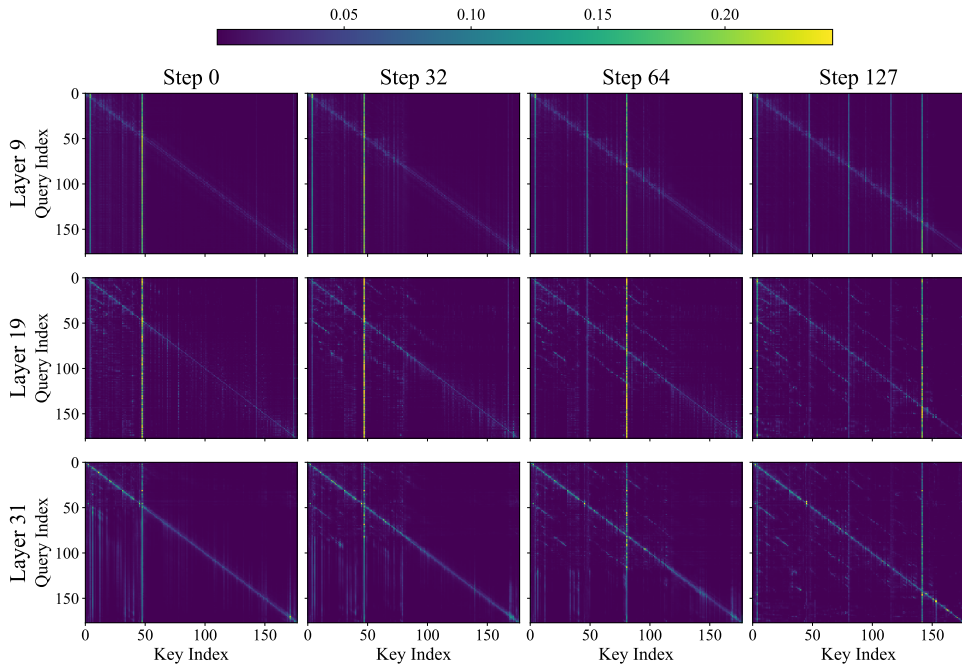 0.05 0.10 0.15 0.20
Step 0 Step 32 Step 64 Step 127
Layer 9
Query Index
0
50
100
150
Layer 19
Query Index
0
50
100
150
Layer 31
Query Index
0
50
100
150
0 50 100 150 0 50 100 150 0 50 100 150 0 50 100 150
Key Index Key Index Key Index Key Index